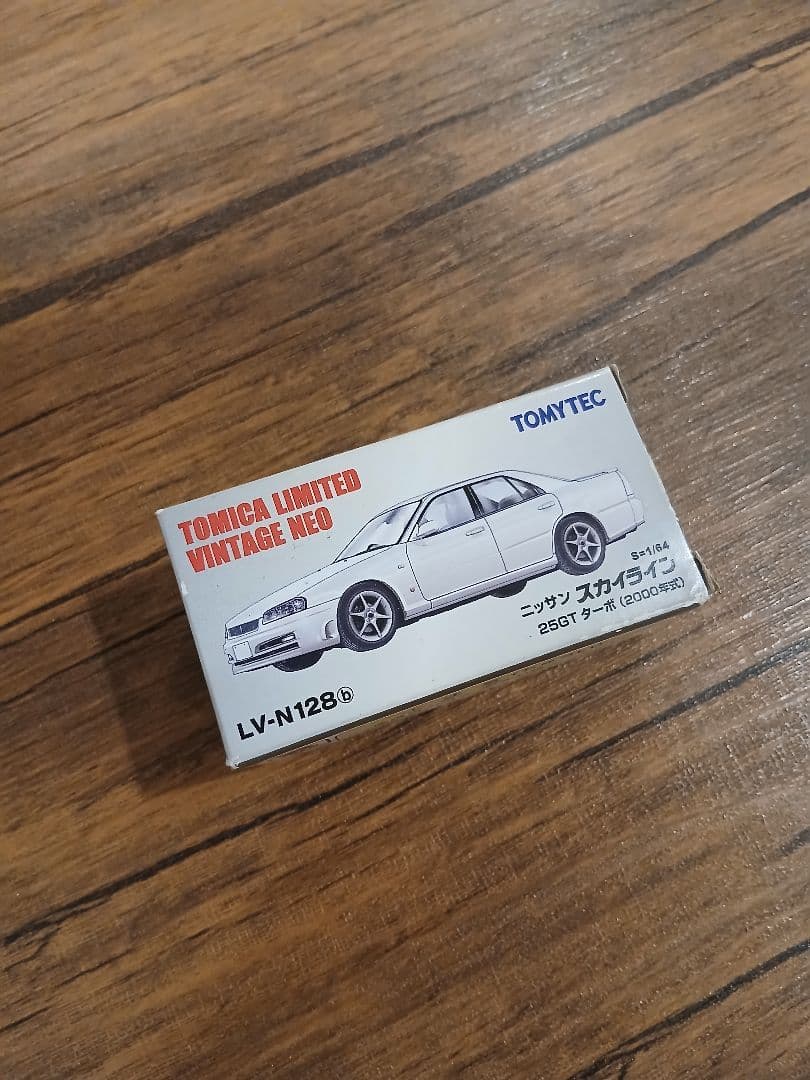 TOMYTEC
TOMICA LIMITED
VINTAGE NEO
S=1/64
ニッサン スカイライン
25GT ターボ (2000年式)
LV-N128ⓑ